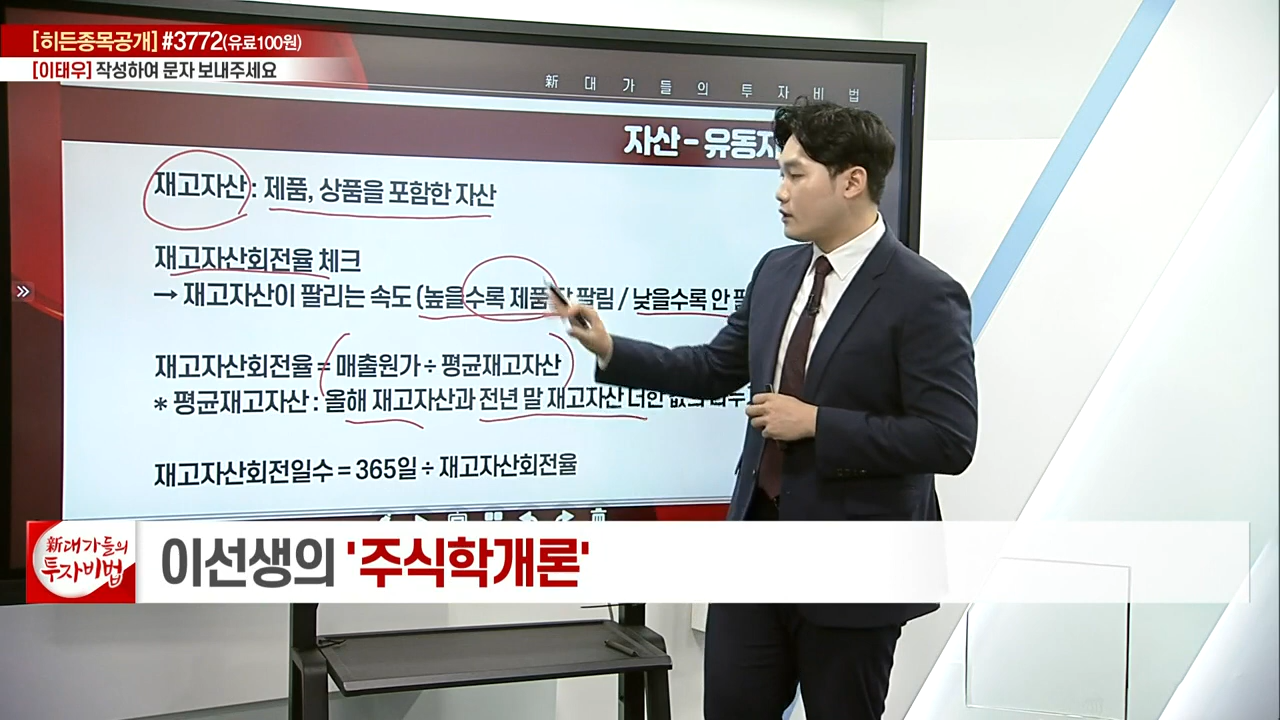 [히든종목공개] #3772(유료100원)
[이태우] 작성하여 문자 보내주세요
新 대 가 들 의 투 자 비 법
자산 - 유동자
재고자산 : 제품, 상품을 포함한 자산
재고자산회전율 체크
→ 재고자산이 팔리는 속도 (높을수록 제품 잘 팔림 / 낮을수록 안
재고자산회전율 = 매출원가 ÷ 평균재고자산
* 평균재고자산 : 올해 재고자산과 전년 말 재고자산 더한
재고자산회전일수 = 365일 ÷ 재고자산회전율
新대가들의
투자비법
이선생의 '주식학개론'